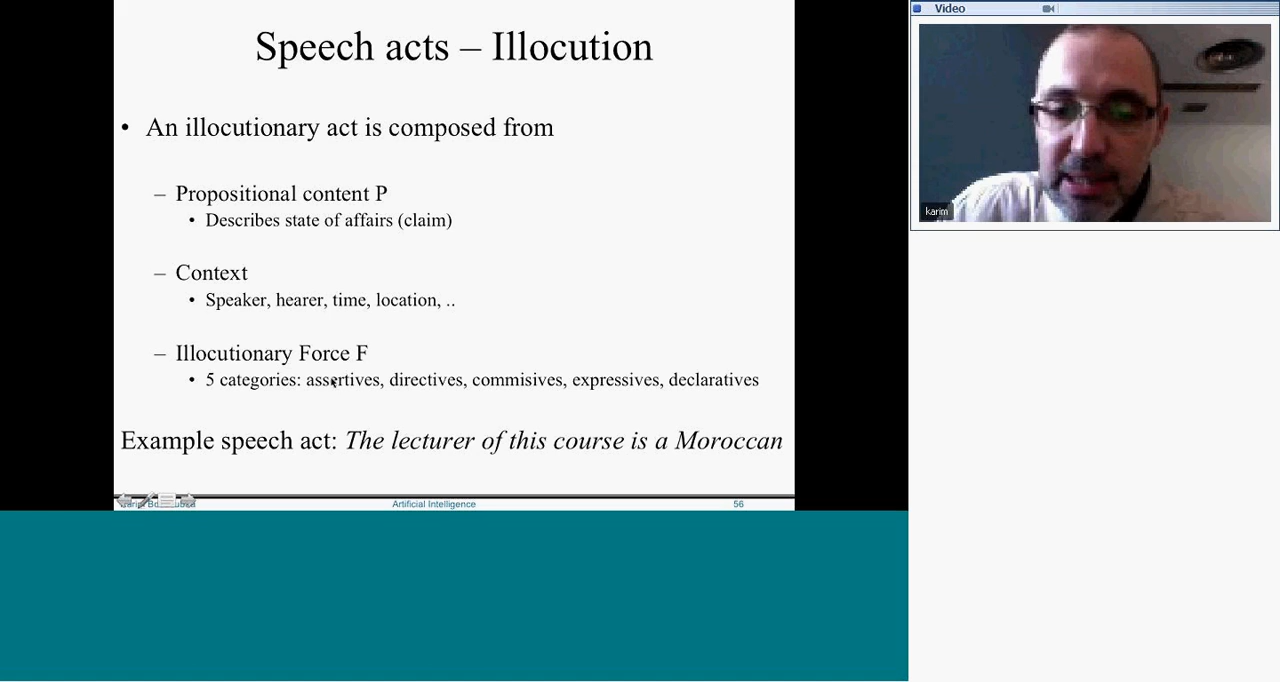 Speech acts – Illocution
• An illocutionary act is composed from
– Propositional content P
• Describes state of affairs (claim)
– Context
• Speaker, hearer, time, location, ..
– Illocutionary Force F
• 5 categories: assertives, directives, commisives, expressives, declaratives
Example speech act: The lecturer of this course is a Moroccan
Artificial Intelligence 56
Video
karim